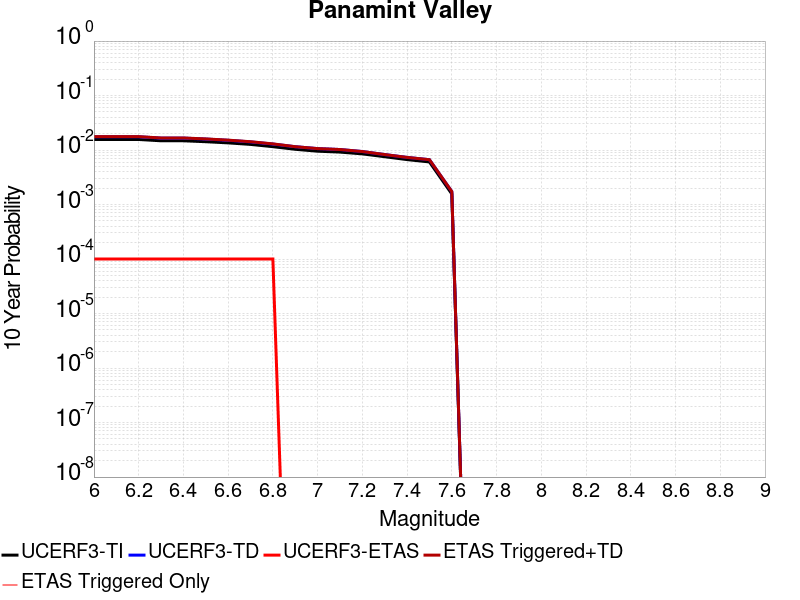 Panamint Valley
10 0
10 -1
10 -2
10 -3
10 -4
10 -5
10 -6
10 -7
10 -8
10 Year Probability
6 6.2 6.4 6.6 6.8 7 7.2 7.4 7.6 7.8 8 8.2 8.4 8.6 8.8 9
Magnitude
UCERF3-TI UCERF3-TD UCERF3-ETAS ETAS Triggered+TD
ETAS Triggered Only